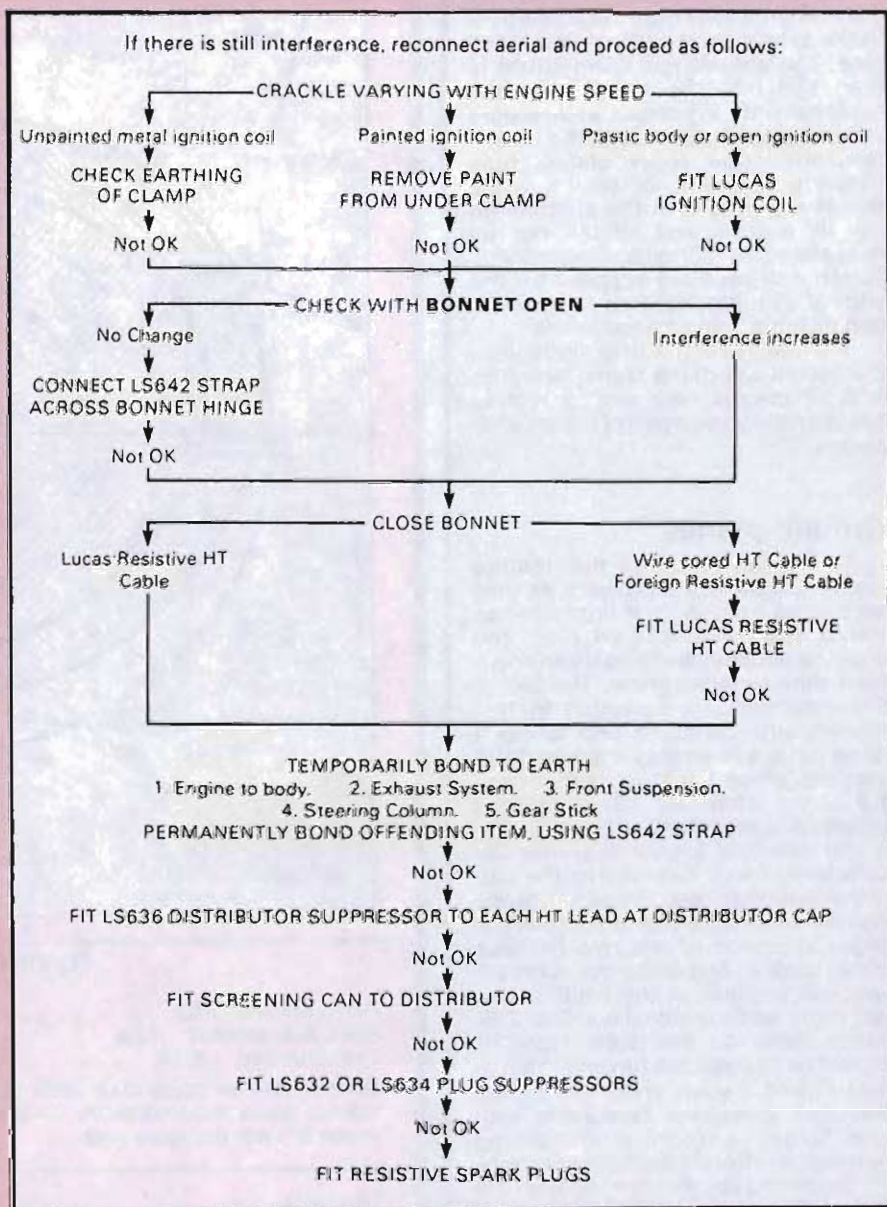 If there is still interference, reconnect aerial and proceed as follows:
CRACKLE VARYING WITH ENGINE SPEED
Unpainted metal ignition coil
CHECK EARTHING
OF CLAMP
Not OK
Painted ignition coil
REMOVE PAINT
FROM UNDER CLAMP
Not OK
Plastic body or open ignition coil
FIT LUCAS
IGNITION COIL
Not OK
CHECK WITH BONNET OPEN
No Change
CONNECT LS642 STRAP
ACROSS BONNET HINGE
Not OK
Interference increases
CLOSE BONNET
Lucas Resistive HT
Cable
Wire cored HT Cable or
Foreign Resistive HT Cable
FIT LUCAS RESISTIVE
HT CABLE
Not OK
TEMPORARILY BOND TO EARTH
1. Engine to body. 2. Exhaust System. 3. Front Suspension.
4. Steering Column. 5. Gear Stick
PERMANENTLY BOND OFFENDING ITEM, USING LS642 STRAP
Not OK
FIT LS636 DISTRIBUTOR SUPPRESSOR TO EACH HT LEAD AT DISTRIBUTOR CAP
Not OK
FIT SCREENING CAN TO DISTRIBUTOR
Not OK
FIT LS632 OR LS634 PLUG SUPPRESSORS
Not OK
FIT RESISTIVE SPARK PLUGS